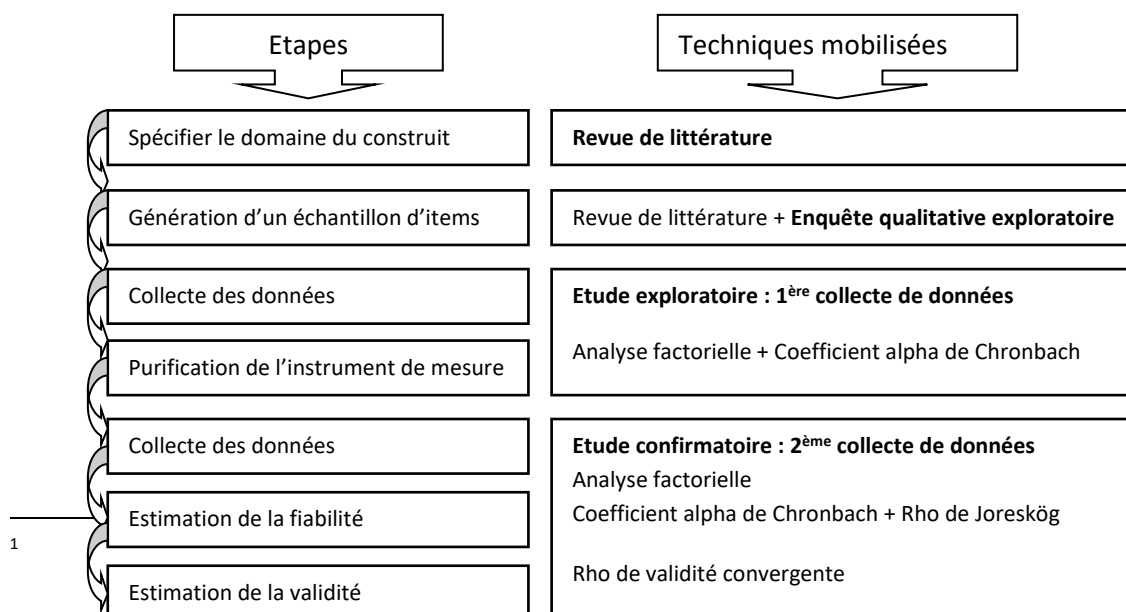 Etapes
Techniques mobilisées
Spécifier le domaine du construit
Revue de littérature
Génération d’un échantillon d’items
Revue de littérature + Enquête qualitative exploratoire
Collecte des données
Etude exploratoire : 1ère collecte de données
Purification de l’instrument de mesure
Analyse factorielle + Coefficient alpha de Chronbach
Collecte des données
Etude confirmatoire : 2ème collecte de données
Analyse factorielle
Estimation de la fiabilité
Coefficient alpha de Chronbach + Rho de Joreskög
1
Estimation de la validité
Rho de validité convergente